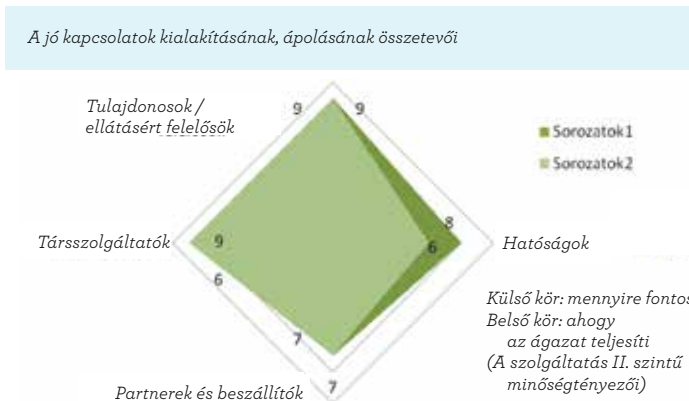 A jó kapcsolatok kialakításának, ápolásának összetevői
Tulajdonosok /
ellátásért felelősök
9 9
Sorozatok1
Sorozatok2
Társszolgáltatók
9
6
8
6
Hatóságok
Külső kör: mennyire fontos
Belső kör: ahogy
az ágazat teljesíti
(A szolgáltatás II. szintű
minőségtényezői)
7
7
Partnerek és beszállítók